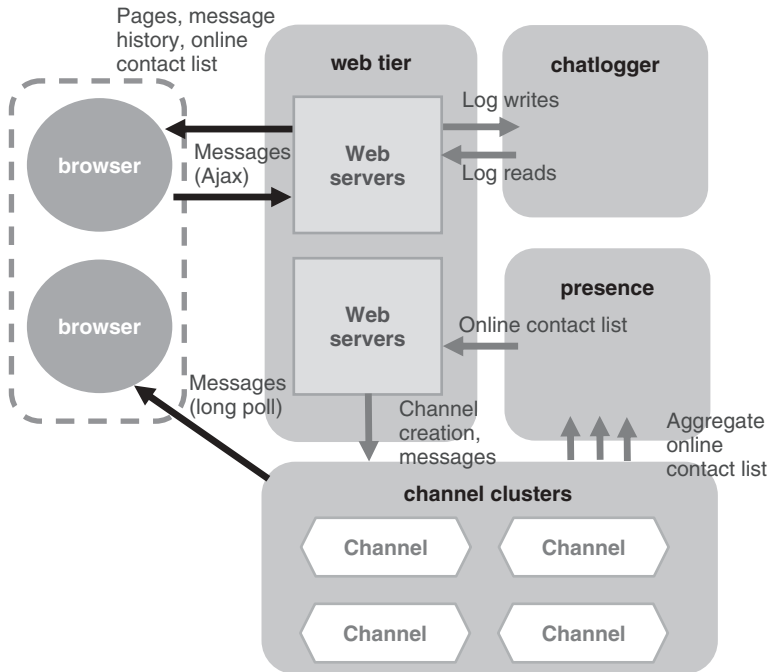 Pages, message
history, online
contact list
web tier
chatlogger
browser
Web
servers
Log writes
Log reads
Messages
(Ajax)
browser
Web
servers
presence
Online contact list
Messages
(long poll)
Channel
creation,
messages
Aggregate
online
contact list
channel clusters
Channel
Channel
Channel
Channel